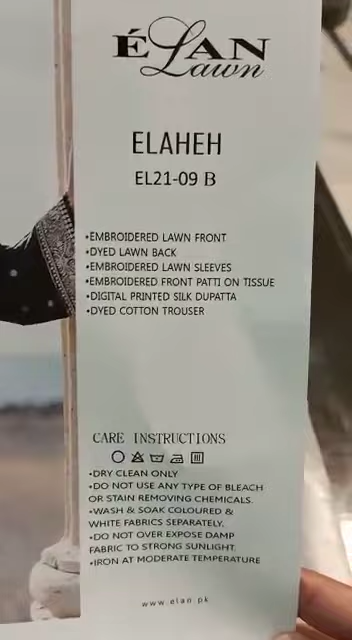 ÉLAN
Lawn
ELAHEH
EL21-09 B
•EMBROIDERED LAWN FRONT
•DYED LAWN BACK
•EMBROIDERED LAWN SLEEVES
•EMBROIDERED FRONT PATTI ON TISSUE
•DIGITAL PRINTED SILK DUPATTA
•DYED COTTON TROUSER
CARE INSTRUCTIONS
•DRY CLEAN ONLY
•DO NOT USE ANY TYPE OF BLEACH
OR STAIN REMOVING CHEMICALS.
•WASH & SOAK COLOURED &
WHITE FABRICS SEPARATELY.
•DO NOT OVER EXPOSE DAMP
FABRIC TO STRONG SUNLIGHT.
•IRON AT MODERATE TEMPERATURE
www.elan.pk